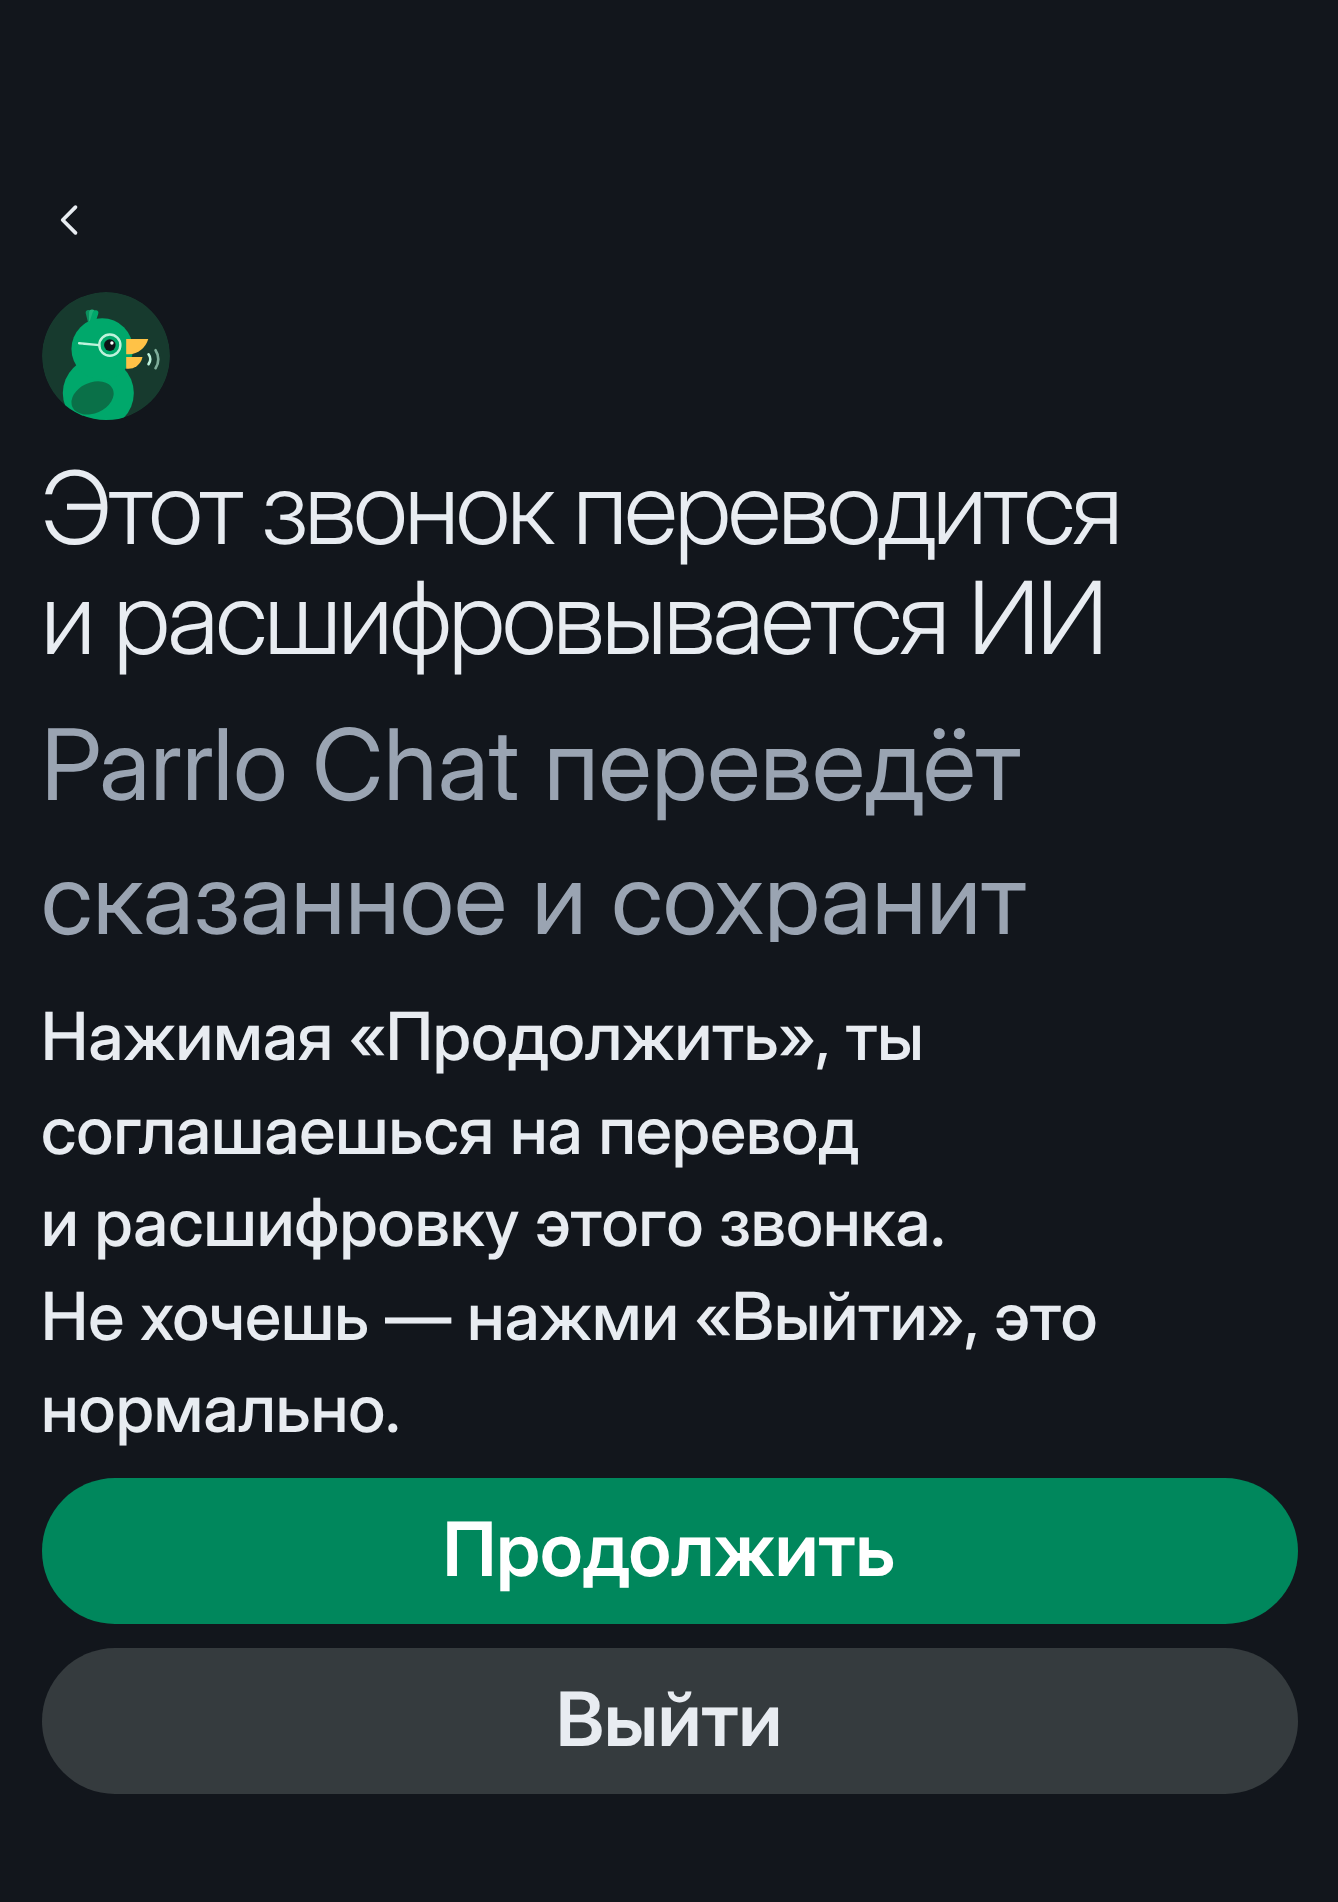 Этот звонок переводится
и расшифровывается ИИ
Parrlo Chat переведёт
сказанное и сохранит
Нажимая «Продолжить», ты
соглашаешься на перевод
и расшифровку этого звонка.
Не хочешь — нажми «Выйти», это
нормально.
Продолжить
Выйти